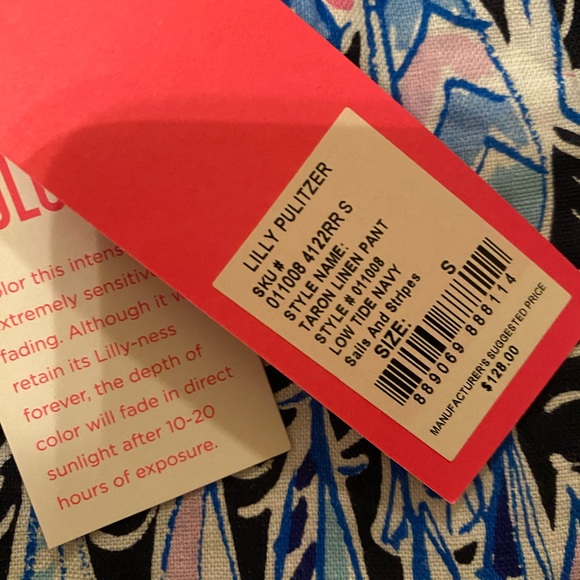 LILLY PULITZER
SKU#
011008 4122RR S
STYLE NAME:
TARON LINEN PANT
STYLE # 011008
LOW TIDE NAVY
Sails And Stripes
SIZE: S
889069 888114
MANUFACTURER'S SUGGESTED PRICE
$128.00
this intens
extremely sensitiv
fading. Although it w
retain its Lilly-ness
forever, the depth of
color will fade in direct
sunlight after 10-20
hours of exposure.